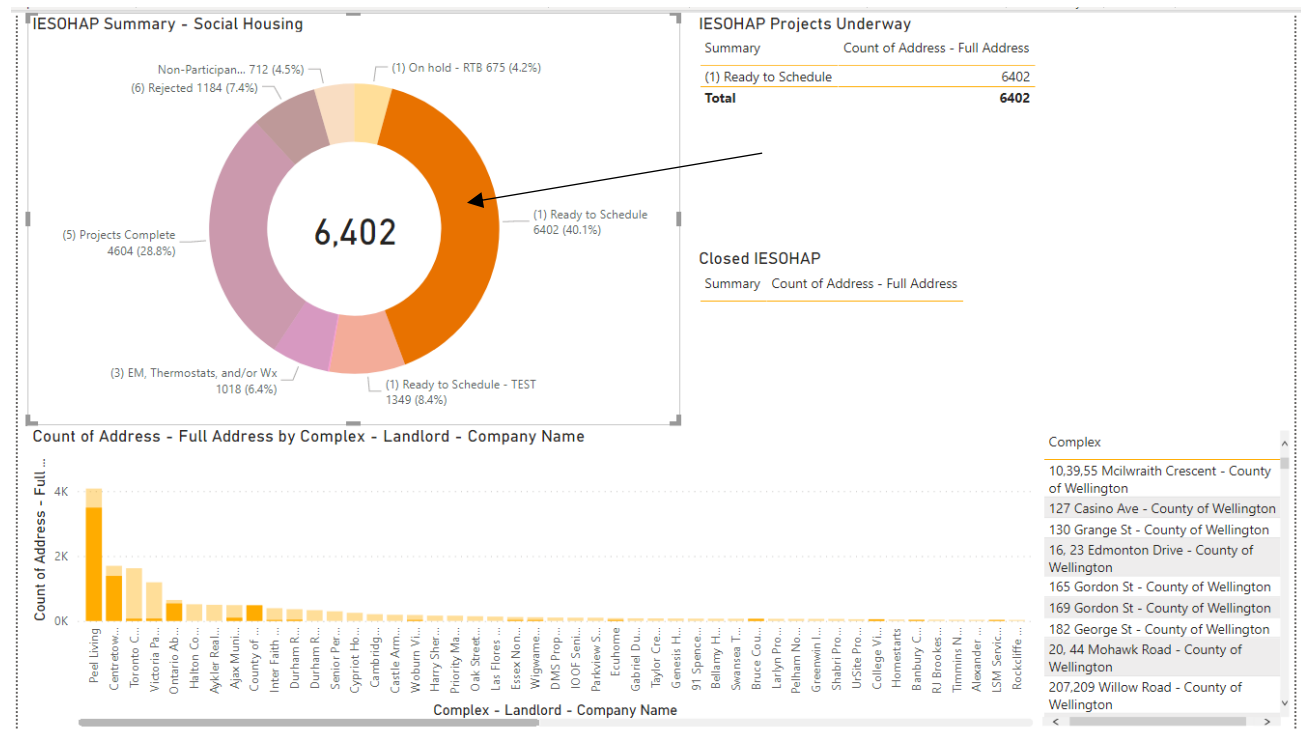 IESOHAP Summary - Social Housing
Non-Participan... 712 (4.5%)
(1) On hold - RTB 675 (4.2%)
(6) Rejected 1184 (7.4%)
(1) Ready to Schedule
6402 (40.1%)
6,402
(5) Projects Complete
4604 (28.8%)
(3) EM, Thermostats, and/or Wx
1018 (6.4%)
(1) Ready to Schedule - TEST
1349 (8.4%)
IESOHAP Projects Underway
Summary Count of Address - Full Address
(1) Ready to Schedule 6402
Total 6402
Closed IESOHAP
Summary Count of Address - Full Address
Count of Address - Full Address by Complex - Landlord - Company Name
Count of Address - Full ...
4K
2K
0K
Peel Living
Centretow...
Toronto C...
Victoria Pa...
Ontario Ab...
Halton Co...
Aykler Real...
Ajax Muni...
County of ...
Inter Faith ...
Durham R...
Durham R...
Senior Per...
Cypriot Ho...
Cambridg...
Castle Arm...
Woburn Vi...
Harry Sher...
Priority Ma...
Oak Street...
Las Flores ...
Essex Non...
Wigwame...
DMS Prop...
IOOF Seni...
Parkview S...
Ecuhome
Gabriel Du...
Taylor Cre...
Genesis H...
91 Spence...
Bellamy H...
Swansea T...
Bruce Cou...
Larlyn Pro...
Pelham No...
Greenwin I...
Shabri Pro...
UrSite Pro...
College Vi...
Homestarts
Banbury C...
RJ Brookes...
Timmins N...
Alexander ...
LSM Servic...
Rockcliffe ...
Complex - Landlord - Company Name
Complex
10,39,55 Mcilwraith Crescent - County
of Wellington
127 Casino Ave - County of Wellington
130 Grange St - County of Wellington
16, 23 Edmonton Drive - County of
Wellington
165 Gordon St - County of Wellington
169 Gordon St - County of Wellington
182 George St - County of Wellington
20, 44 Mohawk Road - County of
Wellington
207,209 Willow Road - County of
Wellington